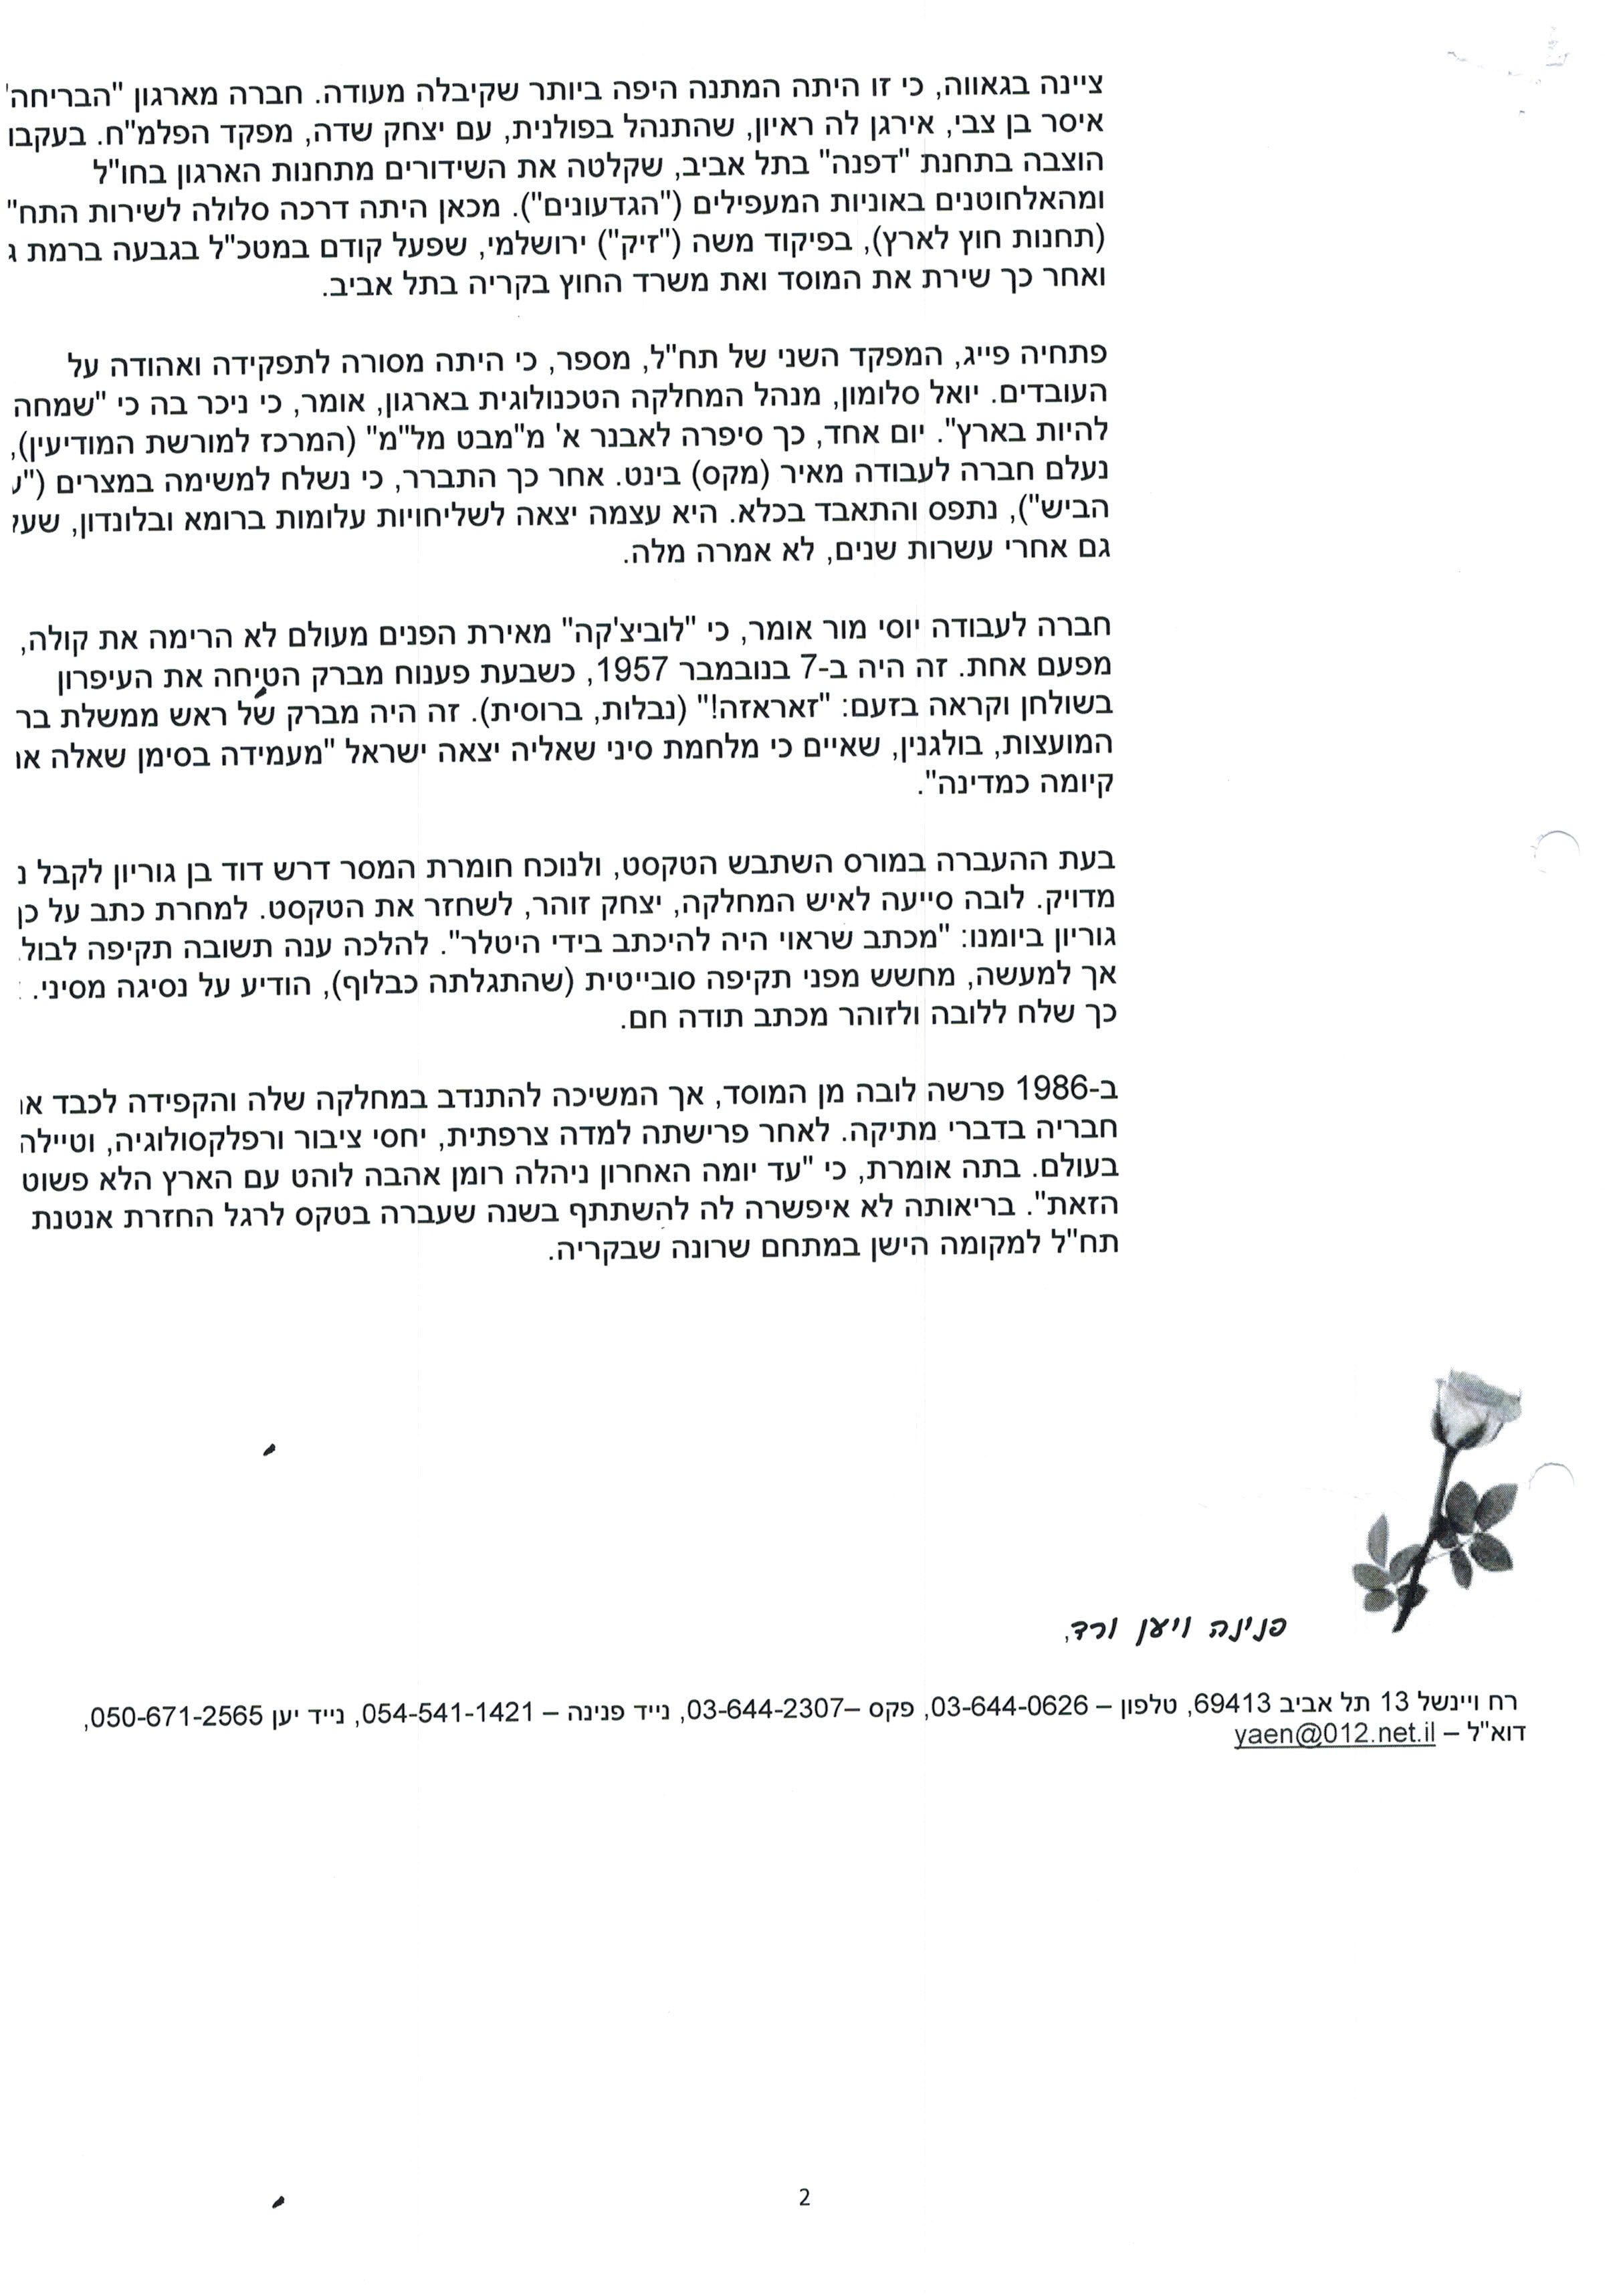 ציינה בגאווה, כי זו היתה המתנה היפה ביותר שקיבלה מעודה. חברה מארגון "הבריחה"
איסר בן צבי, אירגן לה ראיון, שהתנהל בפולנית, עם יצחק שדה, מפקד הפלמ"ח.
הוצבה בתחנת "דפנה" בתל אביב, שקלטה את השידורים מתחנות הארגון בחו"ל
ומהאלחוטנים באוניות המעפילים ("הגדעונים"). מכאן היתה דרכה סלולה לשירות התח"
(תחנות חוץ לארץ), בפיקוד משה ("זיק") ירושלמי, שפעל קודם במטכ"ל בגבעה ברמת
ואחר כך שירת את המוסד ואת משרד החוץ בקריה בתל אביב.
פתחיה פייג, המפקד השני של תח"ל, מספר, כי היתה מסורה לתפקידה ואהודה על
העובדים. יואל סלומון, מנהל המחלקה הטכנולוגית בארגון, אומר, כי ניכר בה כי "שמחה
להיות בארץ". יום אחד, כך סיפרה לאבנר א' מ"מבט מל"מ" (המרכז למורשת המודיעין),
נעלם חברה לעבודה מאיר (מקס) בינט. אחר כך התברר, כי נשלח למשימה במצרים
הביש"), נתפס והתאבד בכלא. היא עצמה יצאה לשליחויות עלומות ברומא ובלונדון,
גם אחרי עשרות שנים, לא אמרה מלה.
חברה לעבודה יוסי מור אומר, כי "לוביצ'קה" מאירת הפנים מעולם לא הרימה את קולה,
מפעם אחת. זה היה ב-7 בנובמבר 1957, כשבעת פענוח מברק הטיחה את העיפרון
בשולחן וקראה בזעם: "זאראזה!" (נבלות, ברוסית). זה היה מברק של ראש ממשלת בר
המועצות, בולגנין, שאיים כי מלחמת סיני שאליה יצאה ישראל "מעמידה בסימן שאלה
קיומה כמדינה".
בעת ההעברה במורס השתבש הטקסט, ולנוכח חומרת המסר דרש דוד בן גוריון לקבל
מדויק. לובה סייעה לאיש המחלקה, יצחק זוהר, לשחזר את הטקסט. למחרת כתב על כן
גוריון ביומנו: "מכתב שראוי היה להיכתב בידי היטלר". להלכה ענה תשובה תקיפה לבול
אך למעשה, מחשש מפני תקיפה סובייטית (שהתגלתה כבלוף), הודיע על נסיגה מסיני.
כך שלח ללובה ולזוהר מכתב תודה חם.
ב-1986 פרשה לובה מן המוסד, אך המשיכה להתנדב במחלקה שלה והקפידה לכבד
חבריה בדברי מתיקה. לאחר פרישתה למדה צרפתית, יחסי ציבור ורפלקסולוגיה, וטיילה
בעולם. בתה אומרת, כי "עד יומה האחרון ניהלה רומן אהבה לוהט עם הארץ הלא פשוט
הזאת". בריאותה לא איפשרה לה להשתתף בשנה שעברה בטקס לרגל החזרת אנטנת
תח"ל למקומה הישן במתחם שרונה שבקריה.
פנינה ויען ורד,
רח ויינשל 13 תל אביב 69413, טלפון – 03-644-0626, פקס –03-644-2307, נייד פנינה – 054-541-1421, נייד יען 050-671-2565,
דוא"ל – yaen@012.net.il
2